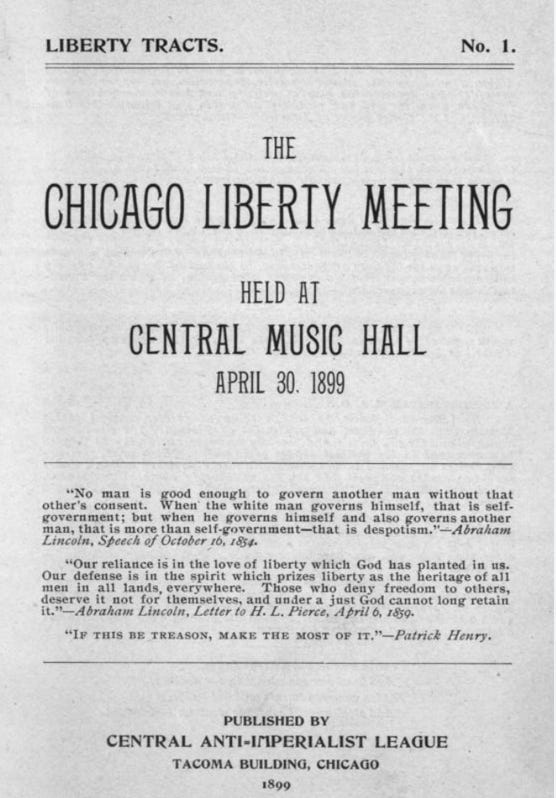 LIBERTY TRACTS. No. 1.
THE
CHICAGO LIBERTY MEETING
HELD AT
CENTRAL MUSIC HALL
APRIL 30. 1899
"No man is good enough to govern another man without that
other's consent. When the white man governs himself, that is self-
government; but when he governs himself and also governs another
man, that is more than self-government—that is despotism."—Abraham
Lincoln, Speech of October 16, 1854.
"Our reliance is in the love of liberty which God has planted in us.
Our defense is in the spirit which prizes liberty as the heritage of all
men in all lands, everywhere. Those who deny freedom to others,
deserve it not for themselves, and under a just God cannot long retain
it."—Abraham Lincoln, Letter to H. L. Pierce, April 6, 1859.
"IF THIS BE TREASON, MAKE THE MOST OF IT."—Patrick Henry.
PUBLISHED BY
CENTRAL ANTI-IMPERIALIST LEAGUE
TACOMA BUILDING, CHICAGO
1899